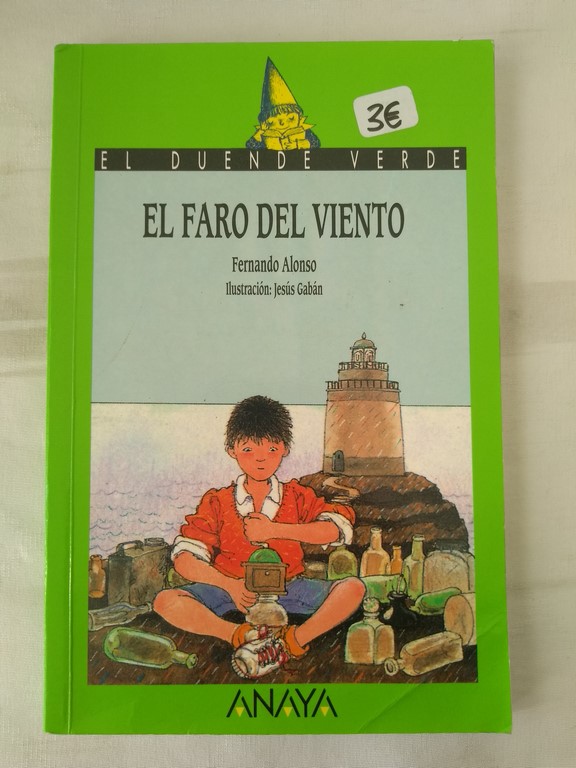 3€
EL DUENDE VERDE
EL FARO DEL VIENTO
Fernando Alonso
Ilustración: Jesús Gabán
ANAYA